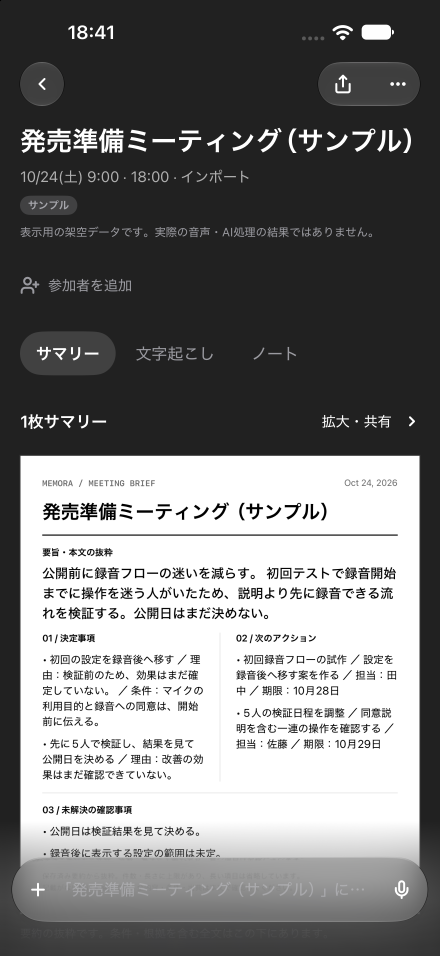 18:41
発売準備ミーティング(サンプル)
10/24(土) 9:00 · 18:00 · インポート
サンプル
表示用の架空データです。実際の音声・AI処理の結果ではありません。
参加者を追加
サマリー 文字起こし ノート
1枚サマリー 拡大・共有
MEMORA / MEETING BRIEF Oct 24, 2026
発売準備ミーティング(サンプル)
要旨・本文の抜粋
公開前に録音フローの迷いを減らす。初回テストで録音開始
までに操作を迷う人がいたため、説明より先に録音できる流
れを検証する。公開日はまだ決めない。
01 / 決定事項
• 初回の設定を録音後へ移す / 理
由:検証前のため、効果はまだ確
定していない。 / 条件:マイクの
利用目的と録音への同意は、開始
前に伝える。
• 先に5人で検証し、結果を見て
公開日を決める / 理由:改善の効
果はまだ確認できていない。
02 / 次のアクション
• 初回録音フローの試作 / 設定を
録音後へ移す案を作る / 担当:田
中 / 期限:10月28日
• 5人の検証日程を調整 / 同意説
明を含む一連の操作を確認する /
担当:佐藤 / 期限:10月29日
03 / 未解決の確認事項
• 公開日は検証結果を見て決める。
• 録音後に表示する設定の範囲は未定。
「発売準備ミーティング(サンプル)」に…